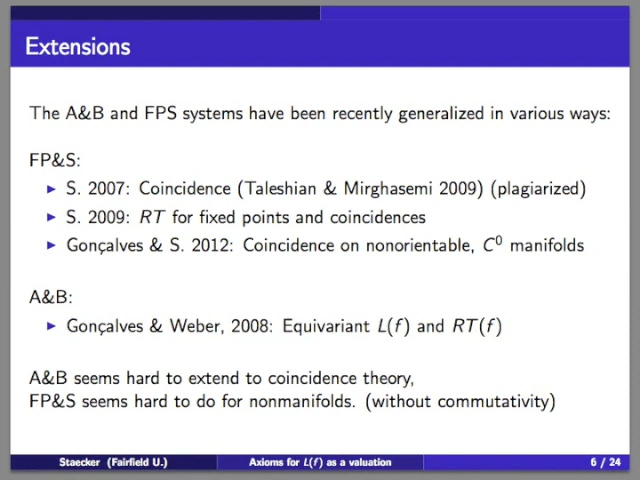 Extensions
The A&B and FPS systems have been recently generalized in various ways:
FP&S:
▶ S. 2007: Coincidence (Taleshian & Mirghasemi 2009) (plagiarized)
▶ S. 2009: RT for fixed points and coincidences
▶ Gonçalves & S. 2012: Coincidence on nonorientable, C⁰ manifolds
A&B:
▶ Gonçalves & Weber, 2008: Equivariant L(f) and RT(f)
A&B seems hard to extend to coincidence theory,
FP&S seems hard to do for nonmanifolds. (without commutativity)
Staecker (Fairfield U.) Axioms for L(f) as a valuation 6 / 24